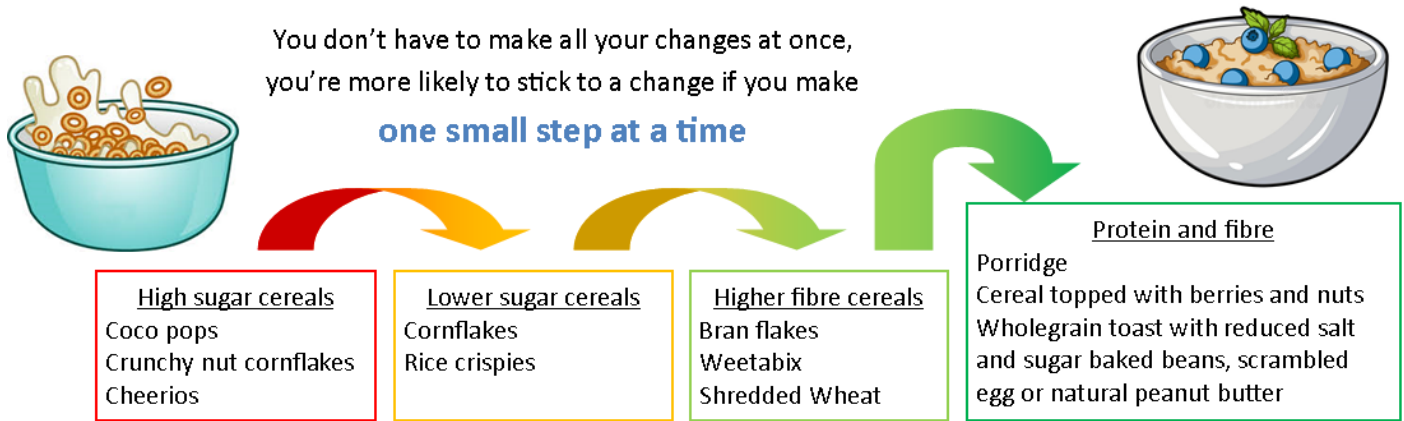 You don't have to make all your changes at once,
you're more likely to stick to a change if you make
one small step at a time
High sugar cereals
Coco pops
Crunchy nut cornflakes
Cheerios
Lower sugar cereals
Cornflakes
Rice crispies
Higher fibre cereals
Bran flakes
Weetabix
Shredded Wheat
Protein and fibre
Porridge
Cereal topped with berries and nuts
Wholegrain toast with reduced salt
and sugar baked beans, scrambled
egg or natural peanut butter